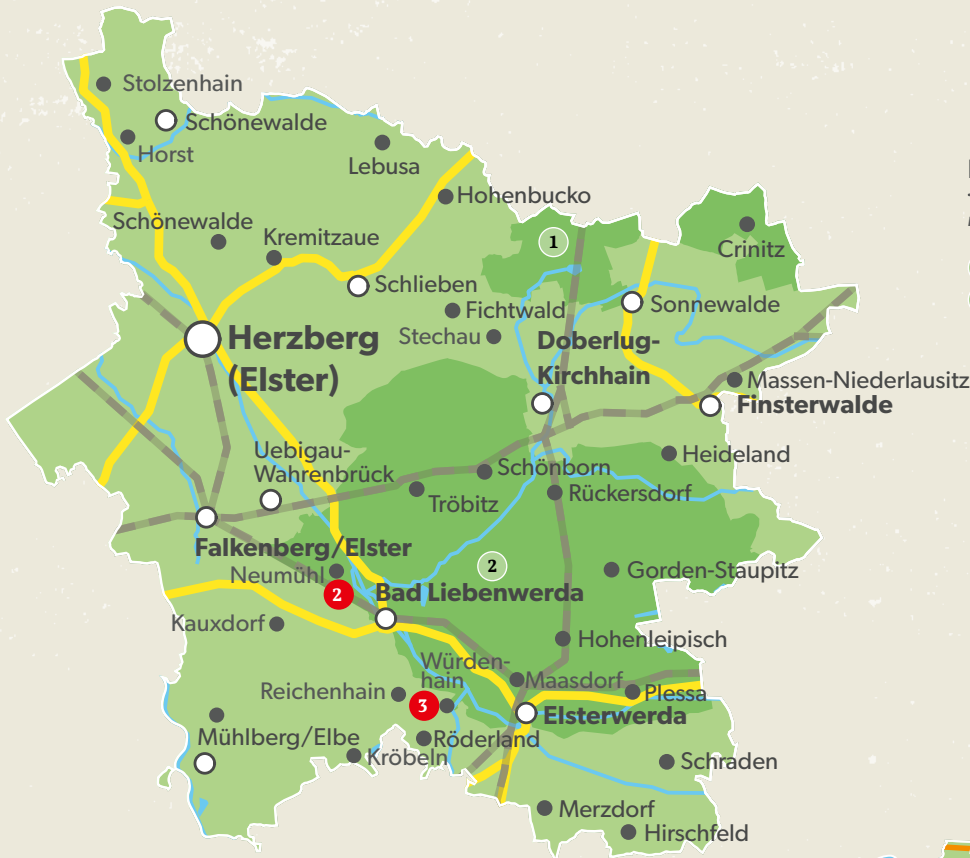 Stolzenhain
Schönewalde
Horst
Lebusa
Hohenbucko
Schönewalde
Kremitzaue
1
Crinitz
Schlieben
Sonnewalde
Fichtwald
Stechau
Herzberg
(Elster)
Doberlug-
Kirchhain
Massen-Niederlausitz
Finsterwalde
Uebigau-
Wahrenbrück
Heideland
Schönborn
Tröbitz
Rückersdorf
Falkenberg/Elster
Neumühl
2
2
Gorden-Staupitz
Bad Liebenwerda
Kauxdorf
Hohenleipisch
Würden-
hain
Maasdorf
Reichenhain
3
Plessa
Elsterwerda
Mühlberg/Elbe
Röderland
Kröbeln
Schraden
Merzdorf
Hirschfeld